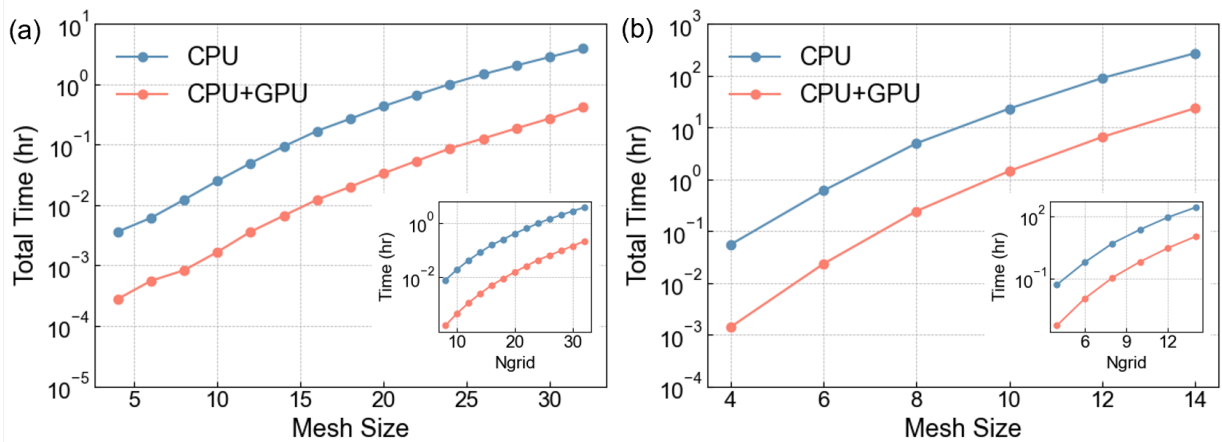 (a)
CPU
CPU+GPU
Total Time (hr)
10^1
10^0
10^-1
10^-2
10^-3
10^-4
10^-5
5 10 15 20 25 30
Mesh Size
Time (hr)
10^0
10^-2
10 20 30
Ngrid
(b)
CPU
CPU+GPU
Total Time (hr)
10^3
10^2
10^1
10^0
10^-1
10^-2
10^-3
10^-4
4 6 8 10 12 14
Mesh Size
Time (hr)
10^2
10^-1
6 9 12
Ngrid